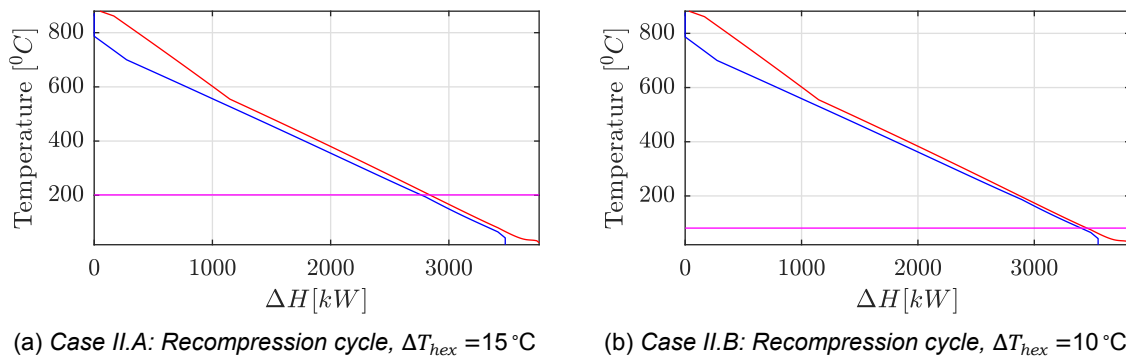 800
600
400
200
0
1000
2000
3000
Temperature [⁰C]
ΔH[kW]
(a) Case II.A: Recompression cycle, ΔT_hex =15 °C
800
600
400
200
0
1000
2000
3000
Temperature [⁰C]
ΔH[kW]
(b) Case II.B: Recompression cycle, ΔT_hex =10 °C